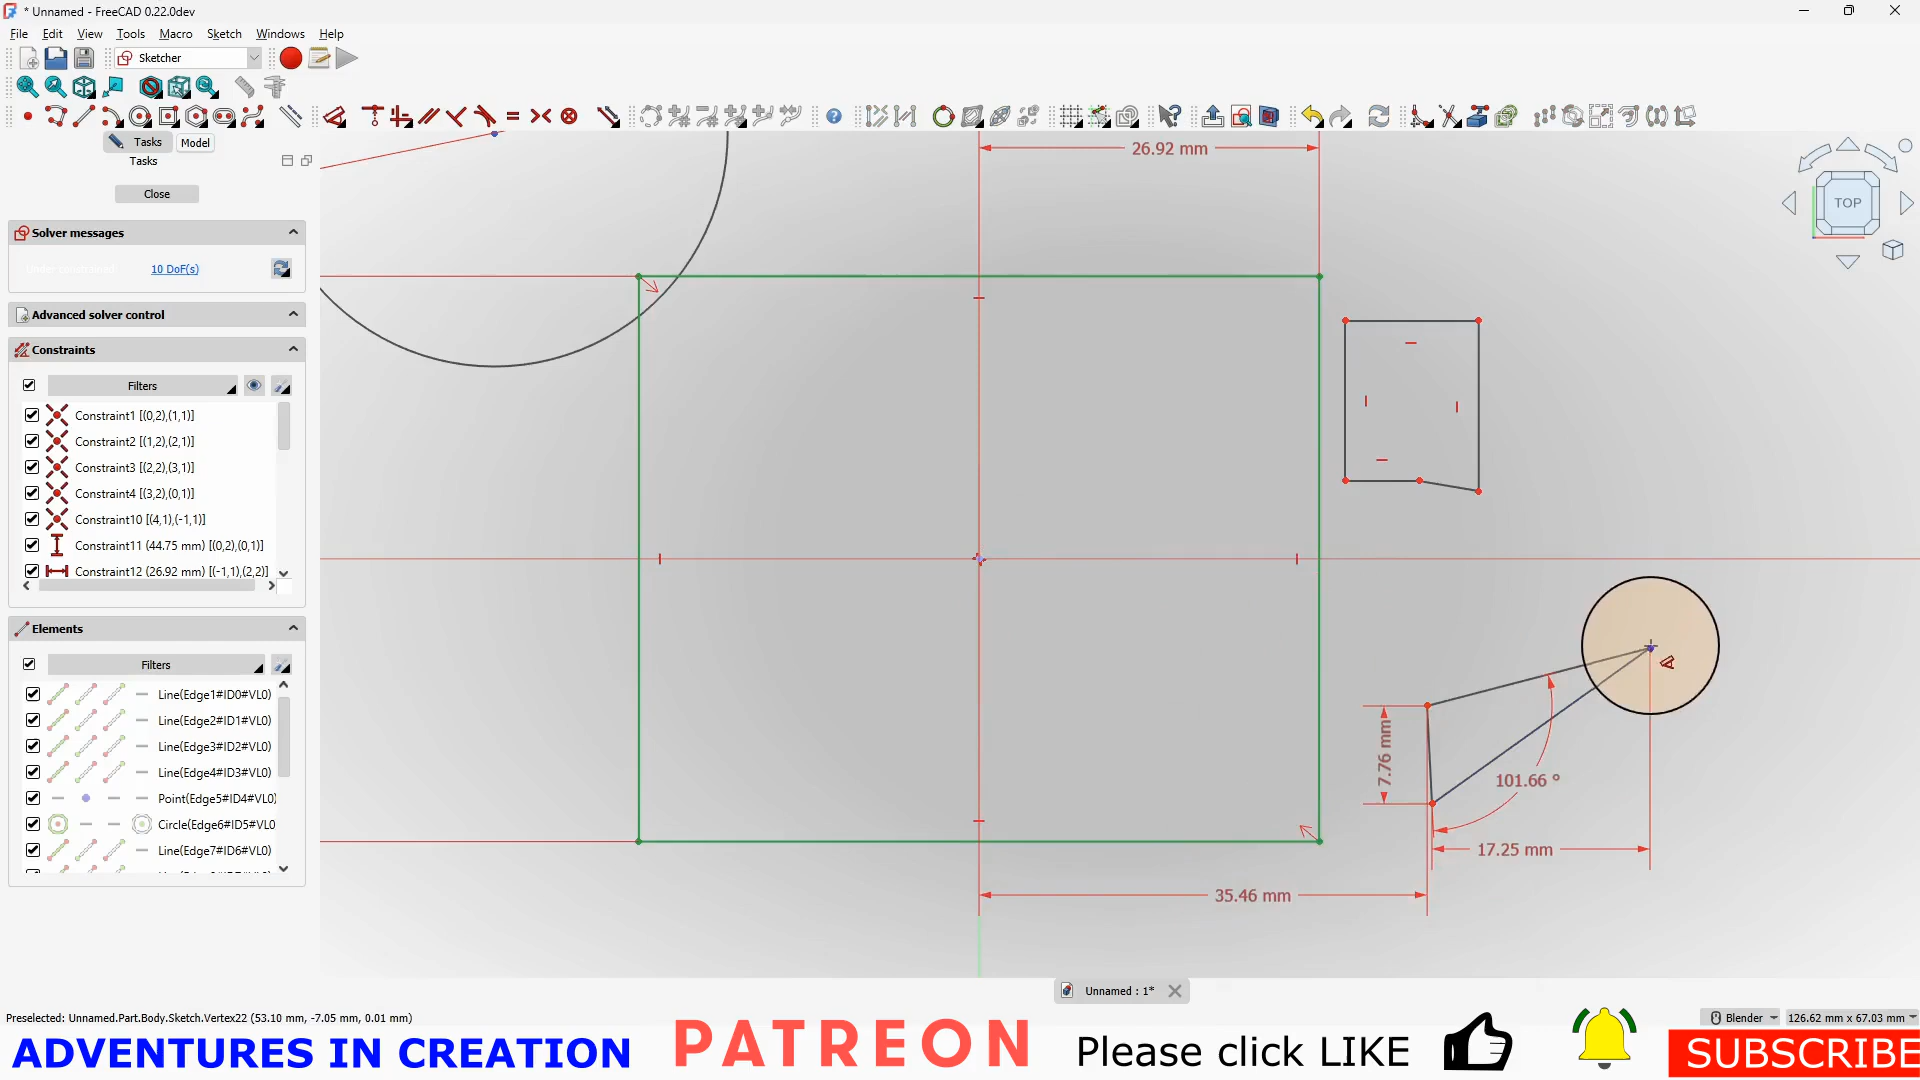 * Unnamed - FreeCAD 0.22.0dev
File Edit View Tools Macro Sketch Windows Help
Sketcher
Tasks Model
Tasks
Close
Solver messages
Under constrained: 10 DoF(s)
Advanced solver control
Constraints
Filters
Constraint1 [(0,2),(1,1)]
Constraint2 [(1,2),(2,1)]
Constraint3 [(2,2),(3,1)]
Constraint4 [(3,2),(0,1)]
Constraint10 [(4,1),(-1,1)]
Constraint11 (44.75 mm) [(0,2),(0,1)]
Constraint12 (26.92 mm) [(-1,1),(2,2)]
Elements
Filters
Line(Edge1#ID0#VL0)
Line(Edge2#ID1#VL0)
Line(Edge3#ID2#VL0)
Line(Edge4#ID3#VL0)
Point(Edge5#ID4#VL0)
Circle(Edge6#ID5#VL0
Line(Edge7#ID6#VL0)
26.92 mm
TOP
7.76 mm
101.66 °
17.25 mm
35.46 mm
Unnamed : 1*
Preselected: Unnamed.Part.Body.Sketch.Vertex22 (53.10 mm, -7.05 mm, 0.01 mm)
Blender
126.62 mm x 67.03 mm
ADVENTURES IN CREATION
PATREON
Please click LIKE
SUBSCRIBE